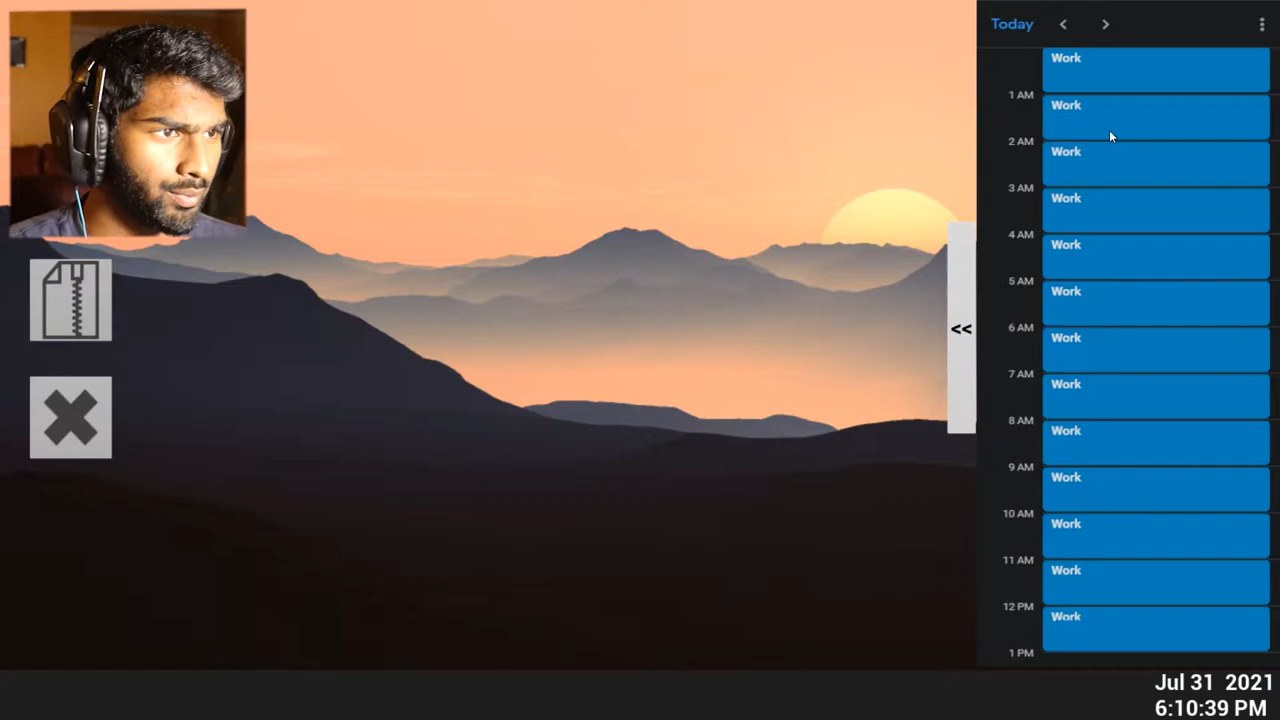 Today < >
Work
1 AM
Work
2 AM
Work
3 AM
Work
4 AM
Work
5 AM
Work
6 AM
Work
7 AM
Work
8 AM
Work
9 AM
Work
10 AM
Work
11 AM
Work
12 PM
Work
1 PM
<<
Jul 31 2021
6:10:39 PM